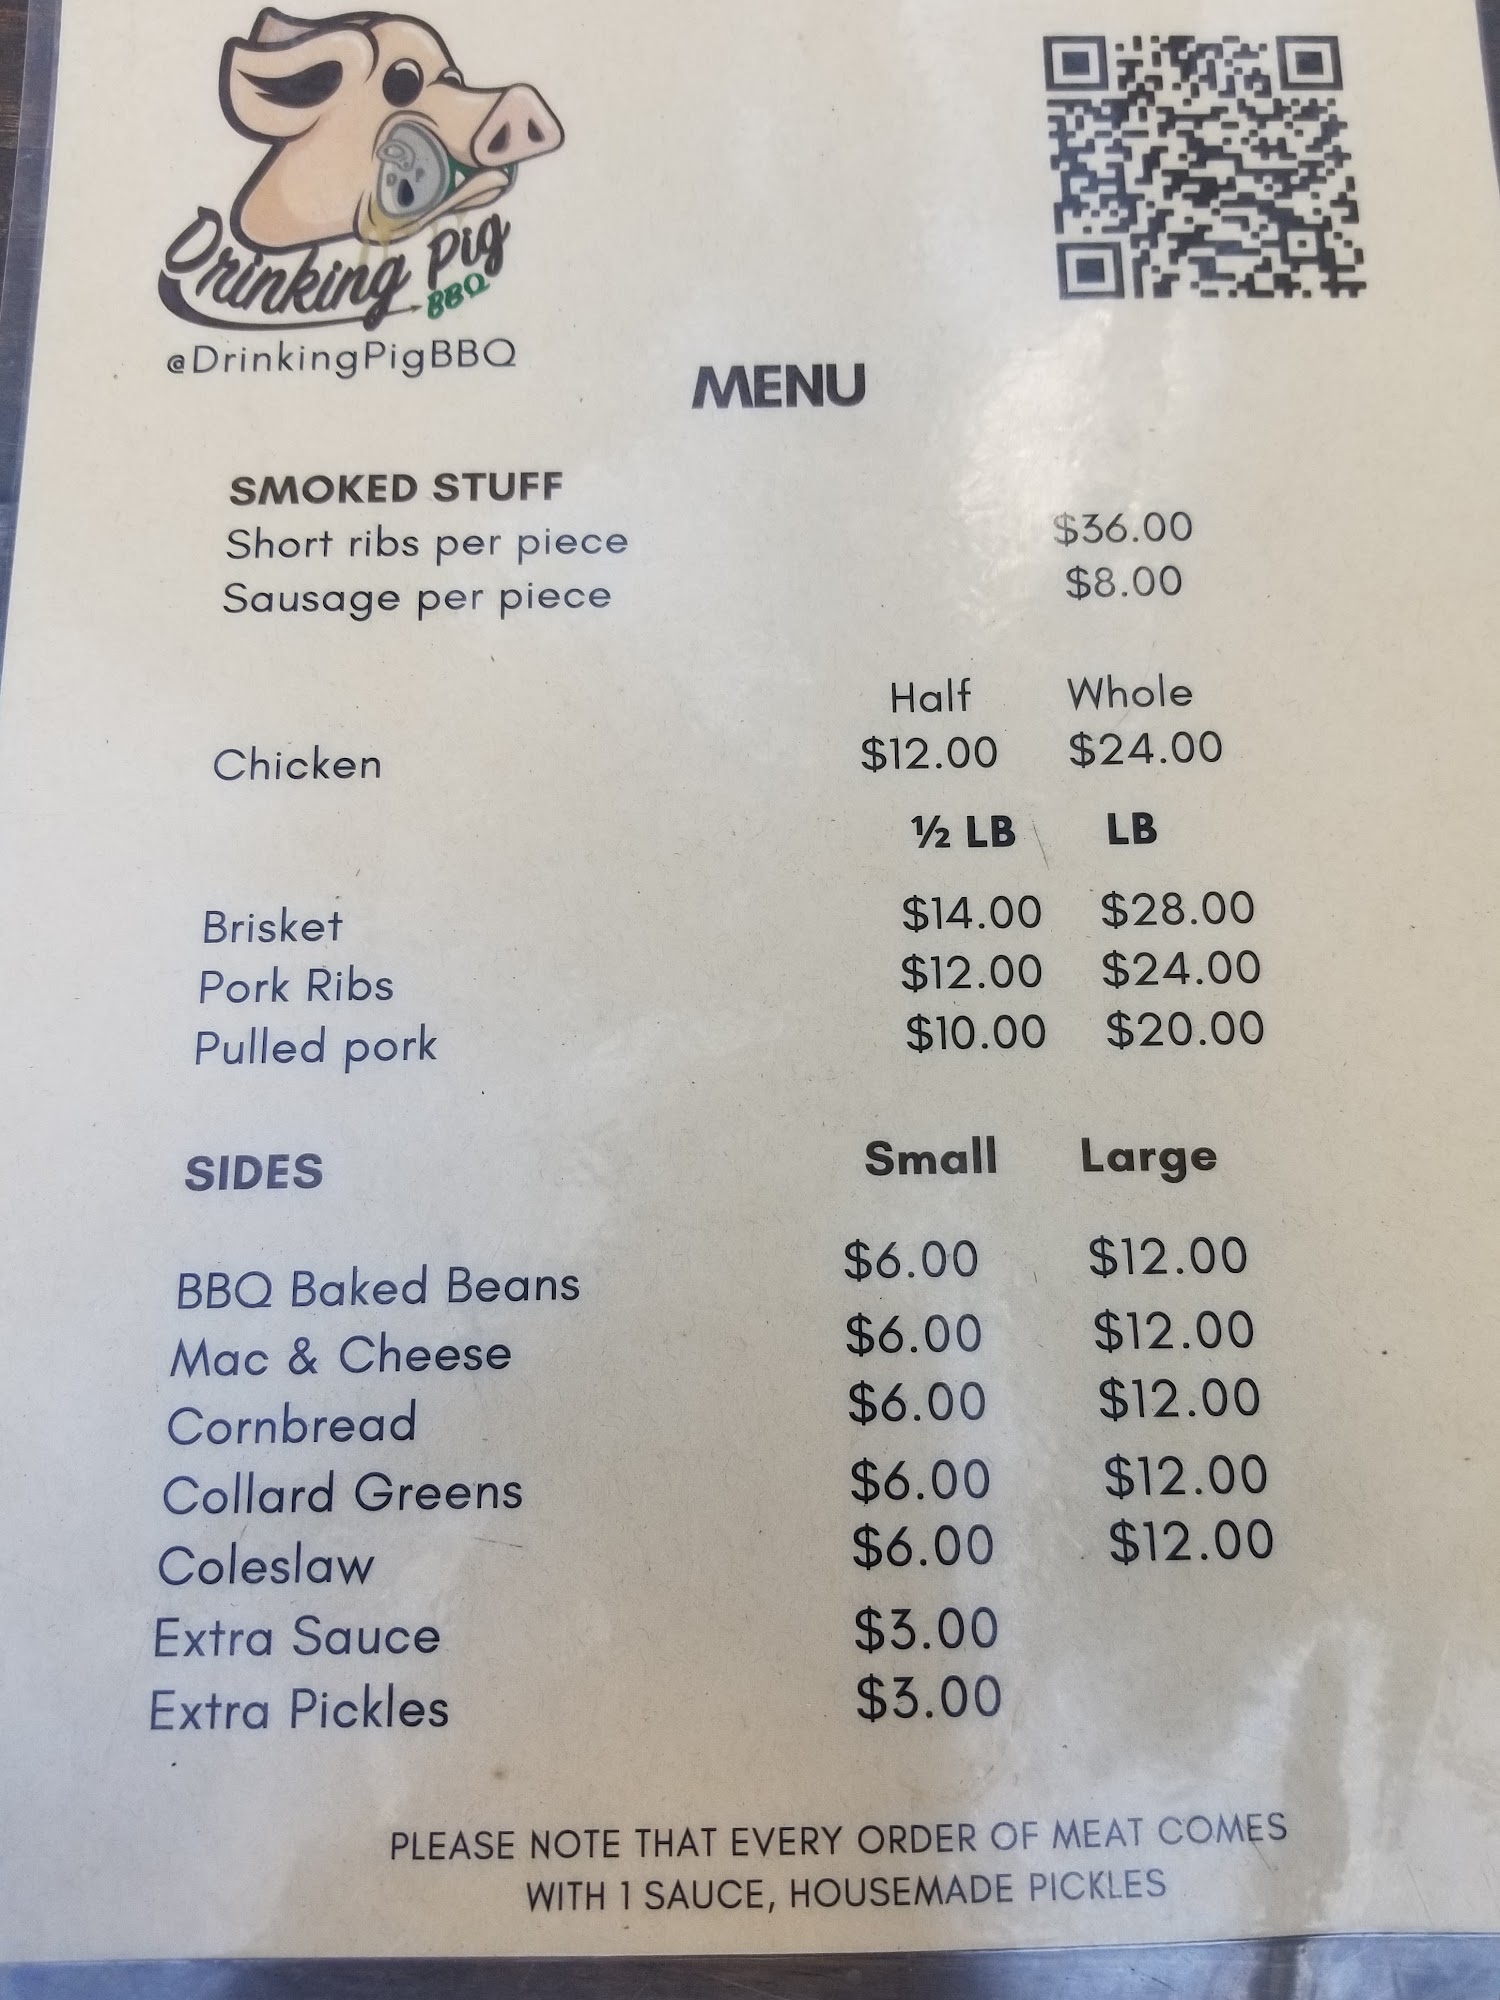 Drinking Pig
BBQ
@DrinkingPigBBQ
MENU
SMOKED STUFF
Short ribs per piece $36.00
Sausage per piece $8.00
Half Whole
Chicken $12.00 $24.00
½ LB LB
Brisket $14.00 $28.00
Pork Ribs $12.00 $24.00
Pulled pork $10.00 $20.00
SIDES Small Large
BBQ Baked Beans $6.00 $12.00
Mac & Cheese $6.00 $12.00
Cornbread $6.00 $12.00
Collard Greens $6.00 $12.00
Coleslaw $6.00 $12.00
Extra Sauce $3.00
Extra Pickles $3.00
PLEASE NOTE THAT EVERY ORDER OF MEAT COMES
WITH 1 SAUCE, HOUSEMADE PICKLES